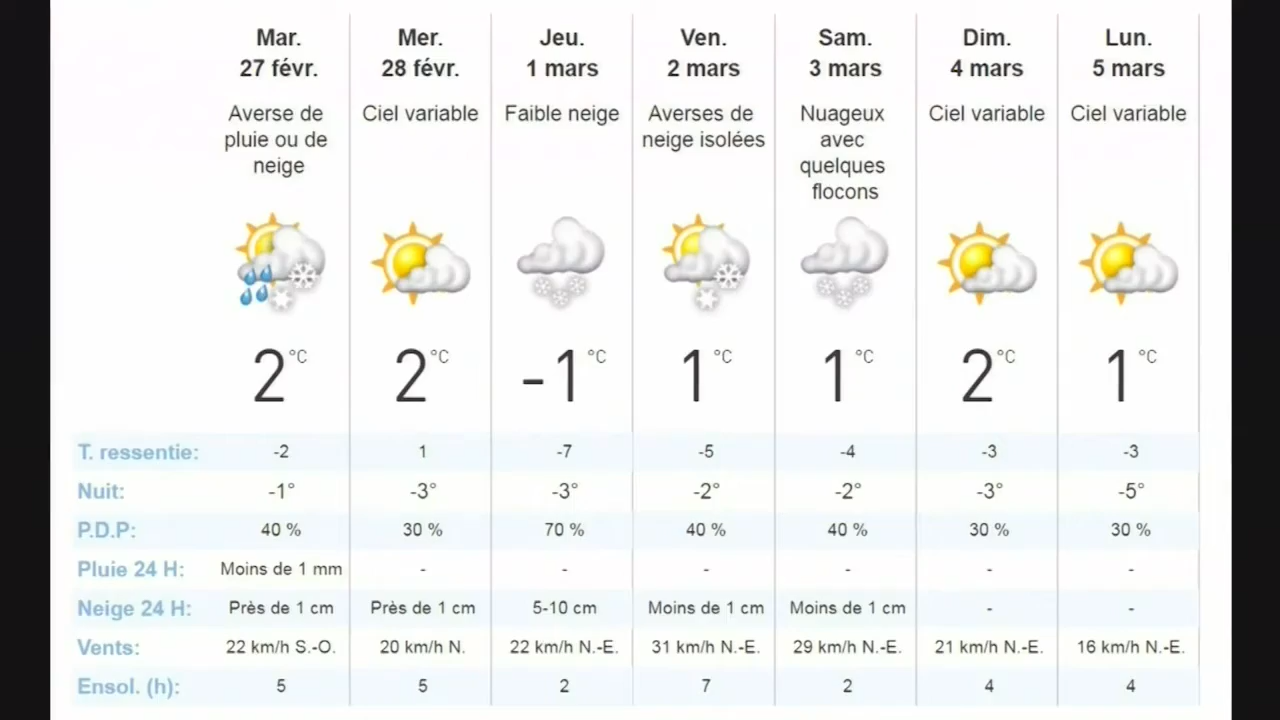 Mar. Mer. Jeu. Ven. Sam. Dim. Lun.
27 févr. 28 févr. 1 mars 2 mars 3 mars 4 mars 5 mars
Averse de pluie ou de neige
Ciel variable
Faible neige
Averses de neige isolées
Nuageux avec quelques flocons
Ciel variable
Ciel variable
2°C 2°C -1°C 1°C 1°C 2°C 1°C
T. ressentie: -2 1 -7 -5 -4 -3 -3
Nuit: -1° -3° -3° -2° -2° -3° -5°
P.D.P: 40 % 30 % 70 % 40 % 40 % 30 % 30 %
Pluie 24 H: Moins de 1 mm - - - - - -
Neige 24 H: Près de 1 cm Près de 1 cm 5-10 cm Moins de 1 cm Moins de 1 cm - -
Vents: 22 km/h S.-O. 20 km/h N. 22 km/h N.-E. 31 km/h N.-E. 29 km/h N.-E. 21 km/h N.-E. 16 km/h N.-E.
Ensol. (h): 5 5 2 7 2 4 4